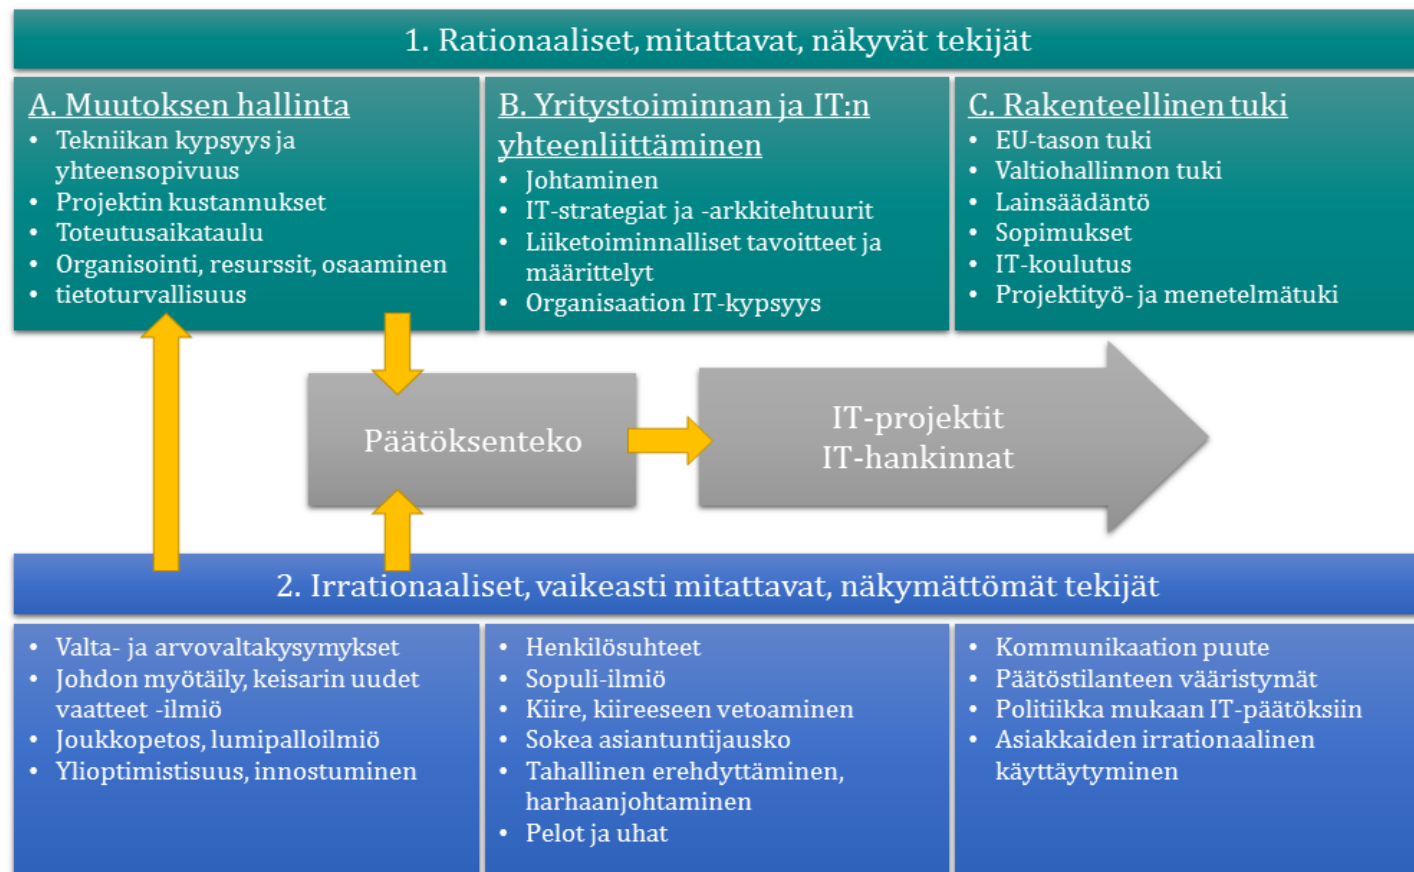 1. Rationaaliset, mitattavat, näkyvät tekijät
A. Muutoksen hallinta
• Tekniikan kypsyys ja
yhteensopivuus
• Projektin kustannukset
• Toteutusaikataulu
• Organisointi, resurssit, osaaminen
• tietoturvallisuus
B. Yritystoiminnan ja IT:n
yhteenliittäminen
• Johtaminen
• IT-strategiat ja -arkkitehtuurit
• Liiketoiminnalliset tavoitteet ja
määrittelyt
• Organisaation IT-kypsyys
C. Rakenteellinen tuki
• EU-tason tuki
• Valtiohallinnon tuki
• Lainsäädäntö
• Sopimukset
• IT-koulutus
• Projektityö- ja menetelmätuki
Päätöksenteko
IT-projektit
IT-hankinnat
2. Irrationaaliset, vaikeasti mitattavat, näkymättömät tekijät
• Valta- ja arvovaltakysymykset
• Johdon myötäily, keisarin uudet
vaatteet -ilmiö
• Joukkopetos, lumipalloilmiö
• Ylioptimistisuus, innostuminen
• Henkilösuhteet
• Sopuli-ilmiö
• Kiire, kiireeseen vetoaminen
• Sokea asiantuntijausko
• Tahallinen erehdyttäminen,
harhaanjohtaminen
• Pelot ja uhat
• Kommunikaation puute
• Päätöstilanteen vääristymät
• Politiikka mukaan IT-päätöksiin
• Asiakkaiden irrationaalinen
käyttäytyminen